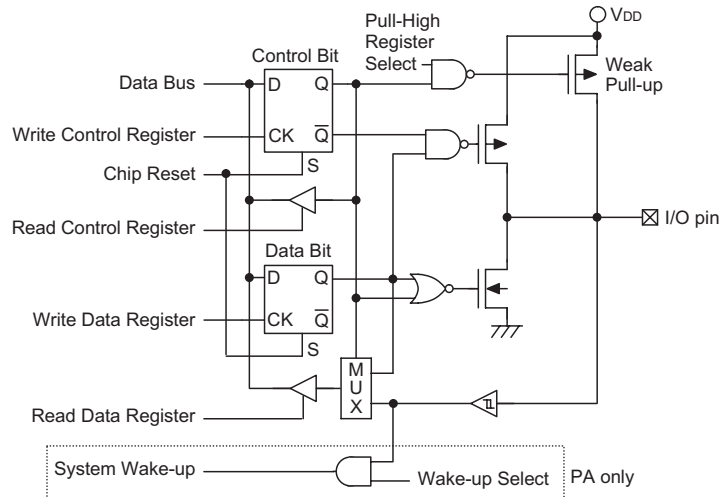 VDD
Pull-High
Register
Select
Control Bit
Weak
Pull-up
Data Bus
D
Q
Write Control Register
CK
Q
Chip Reset
S
Read Control Register
I/O pin
Data Bit
D
Q
Write Data Register
CK
Q
S
M
U
X
Read Data Register
System Wake-up
Wake-up Select
PA only